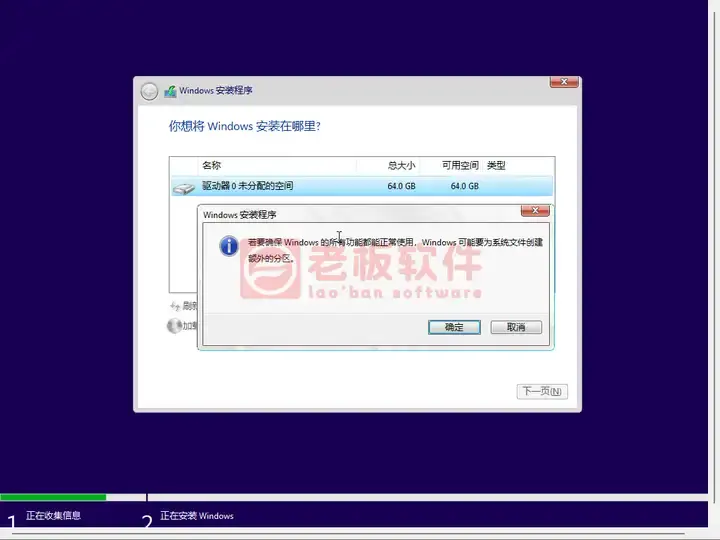 Windows 安装程序
你想将 Windows 安装在哪里?
名称 总大小 可用空间 类型
驱动器 0 未分配的空间 64.0 GB 64.0 GB
Windows 安装程序
若要确保 Windows 的所有功能都能正常使用，Windows 可能要为系统文件创建
额外的分区。
老板软件
lao'ban software
刷新
加载
确定 取消
下一页(N)
1 正在收集信息 2 正在安装 Windows